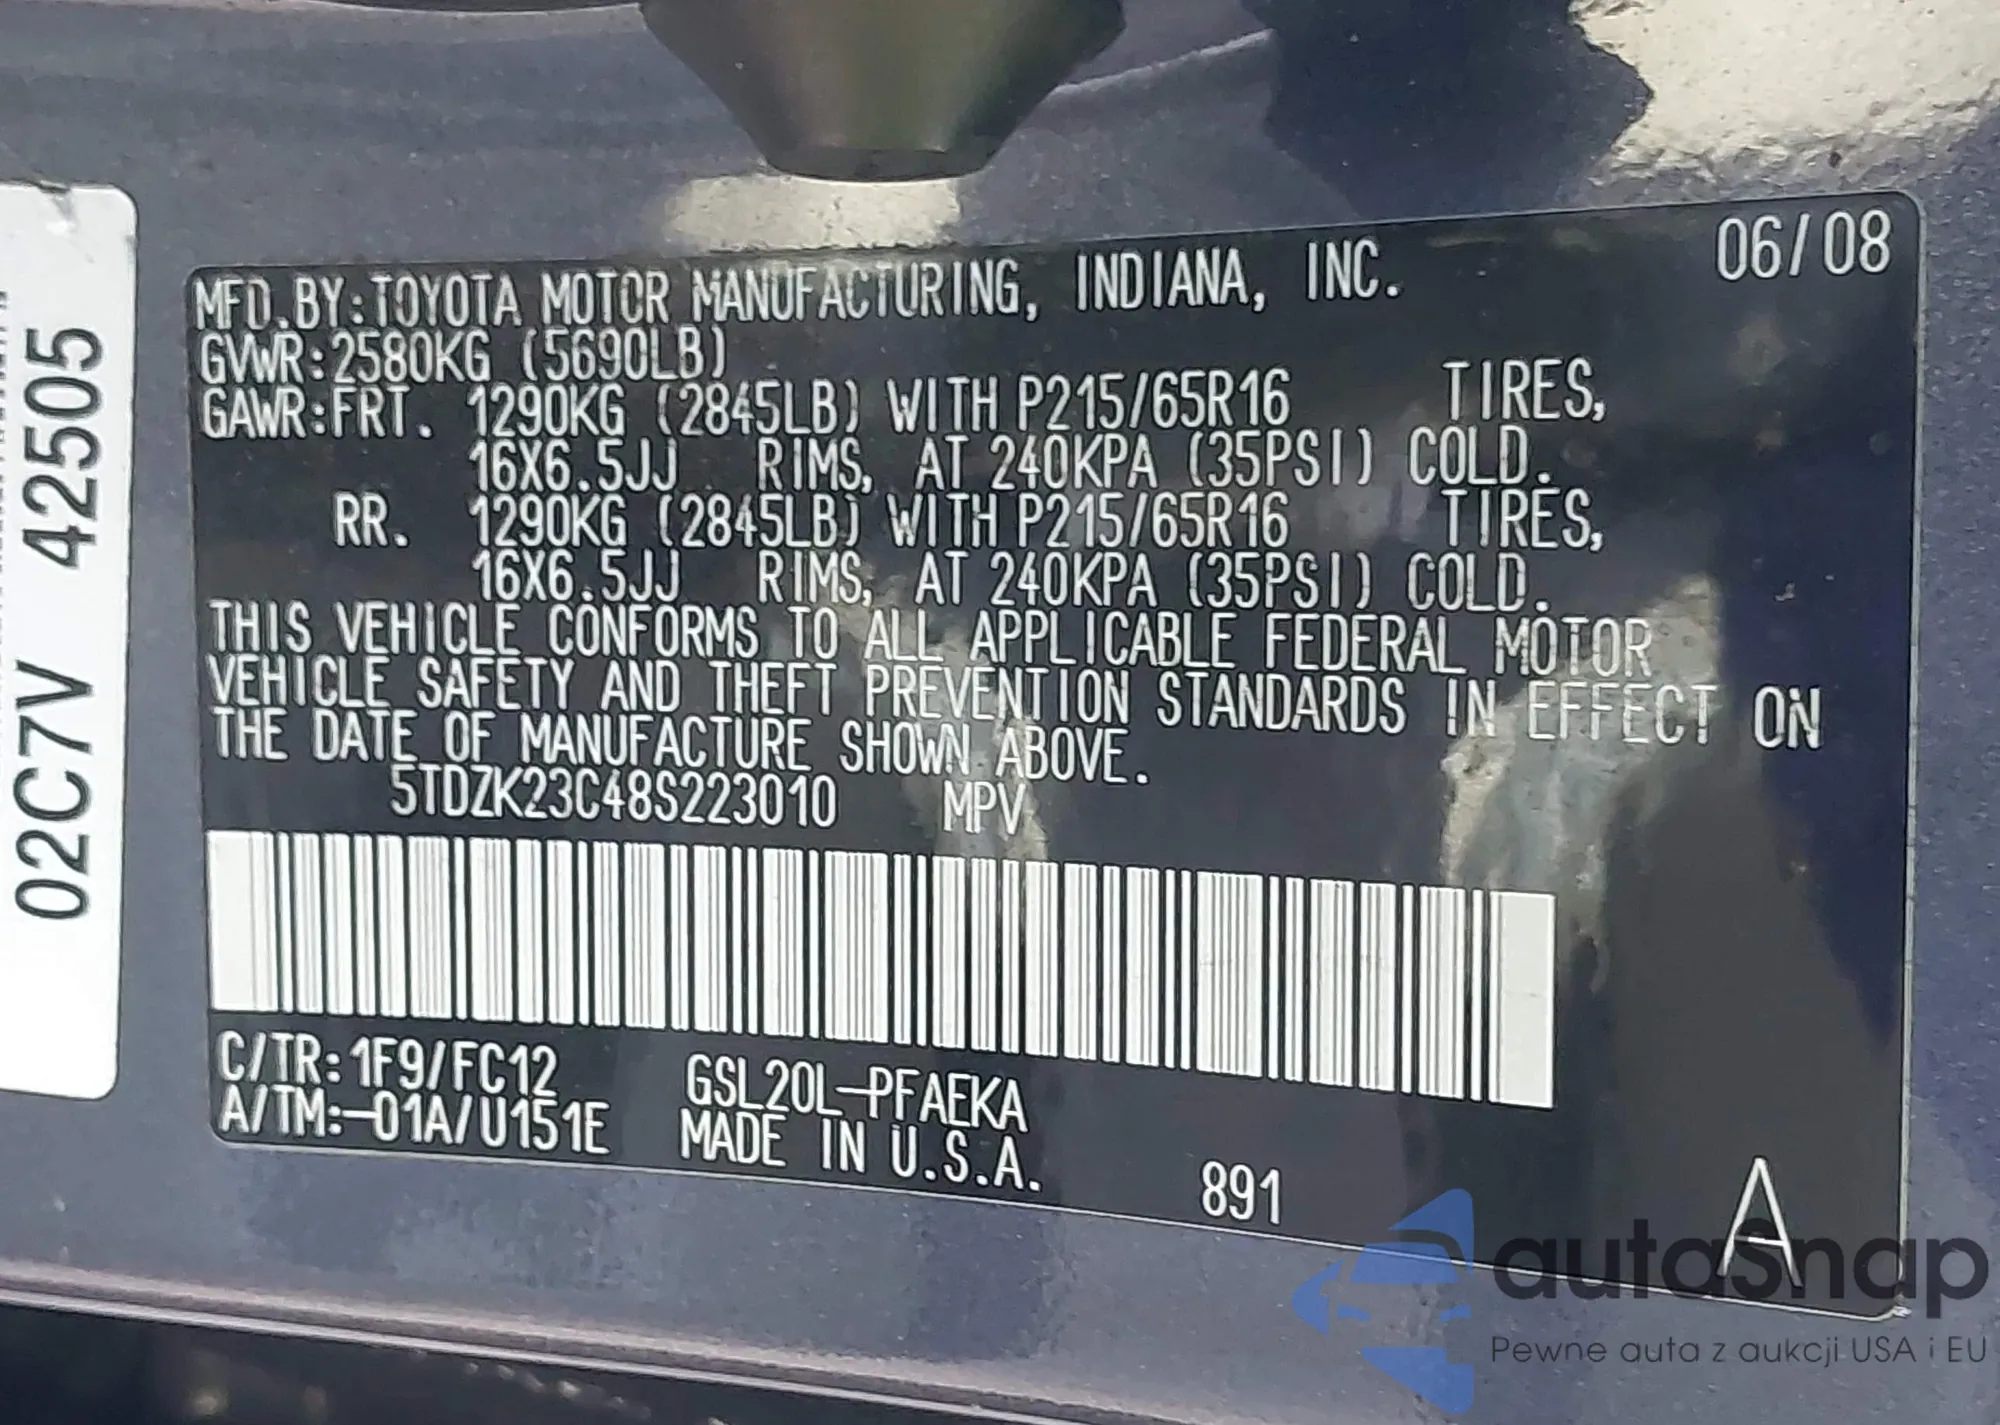 06/08
MFD.BY:TOYOTA MOTOR MANUFACTURING, INDIANA, INC.
GVWR:2580KG (5690LB)
GAWR:FRT. 1290KG (2845LB) WITH P215/65R16 TIRES,
16X6.5JJ RIMS, AT 240KPA (35PSI) COLD.
RR. 1290KG (2845LB) WITH P215/65R16 TIRES,
16X6.5JJ RIMS, AT 240KPA (35PSI) COLD.
THIS VEHICLE CONFORMS TO ALL APPLICABLE FEDERAL MOTOR
VEHICLE SAFETY AND THEFT PREVENTION STANDARDS IN EFFECT ON
THE DATE OF MANUFACTURE SHOWN ABOVE.
5TDZK23C48S223010 MPV
C/TR:1F9/FC12 GSL20L-PFAEKA
A/TM:-01A/U151E MADE IN U.S.A.
891
A
02C7V 42505
autosnap
Pewne auta z aukcji USA i EU